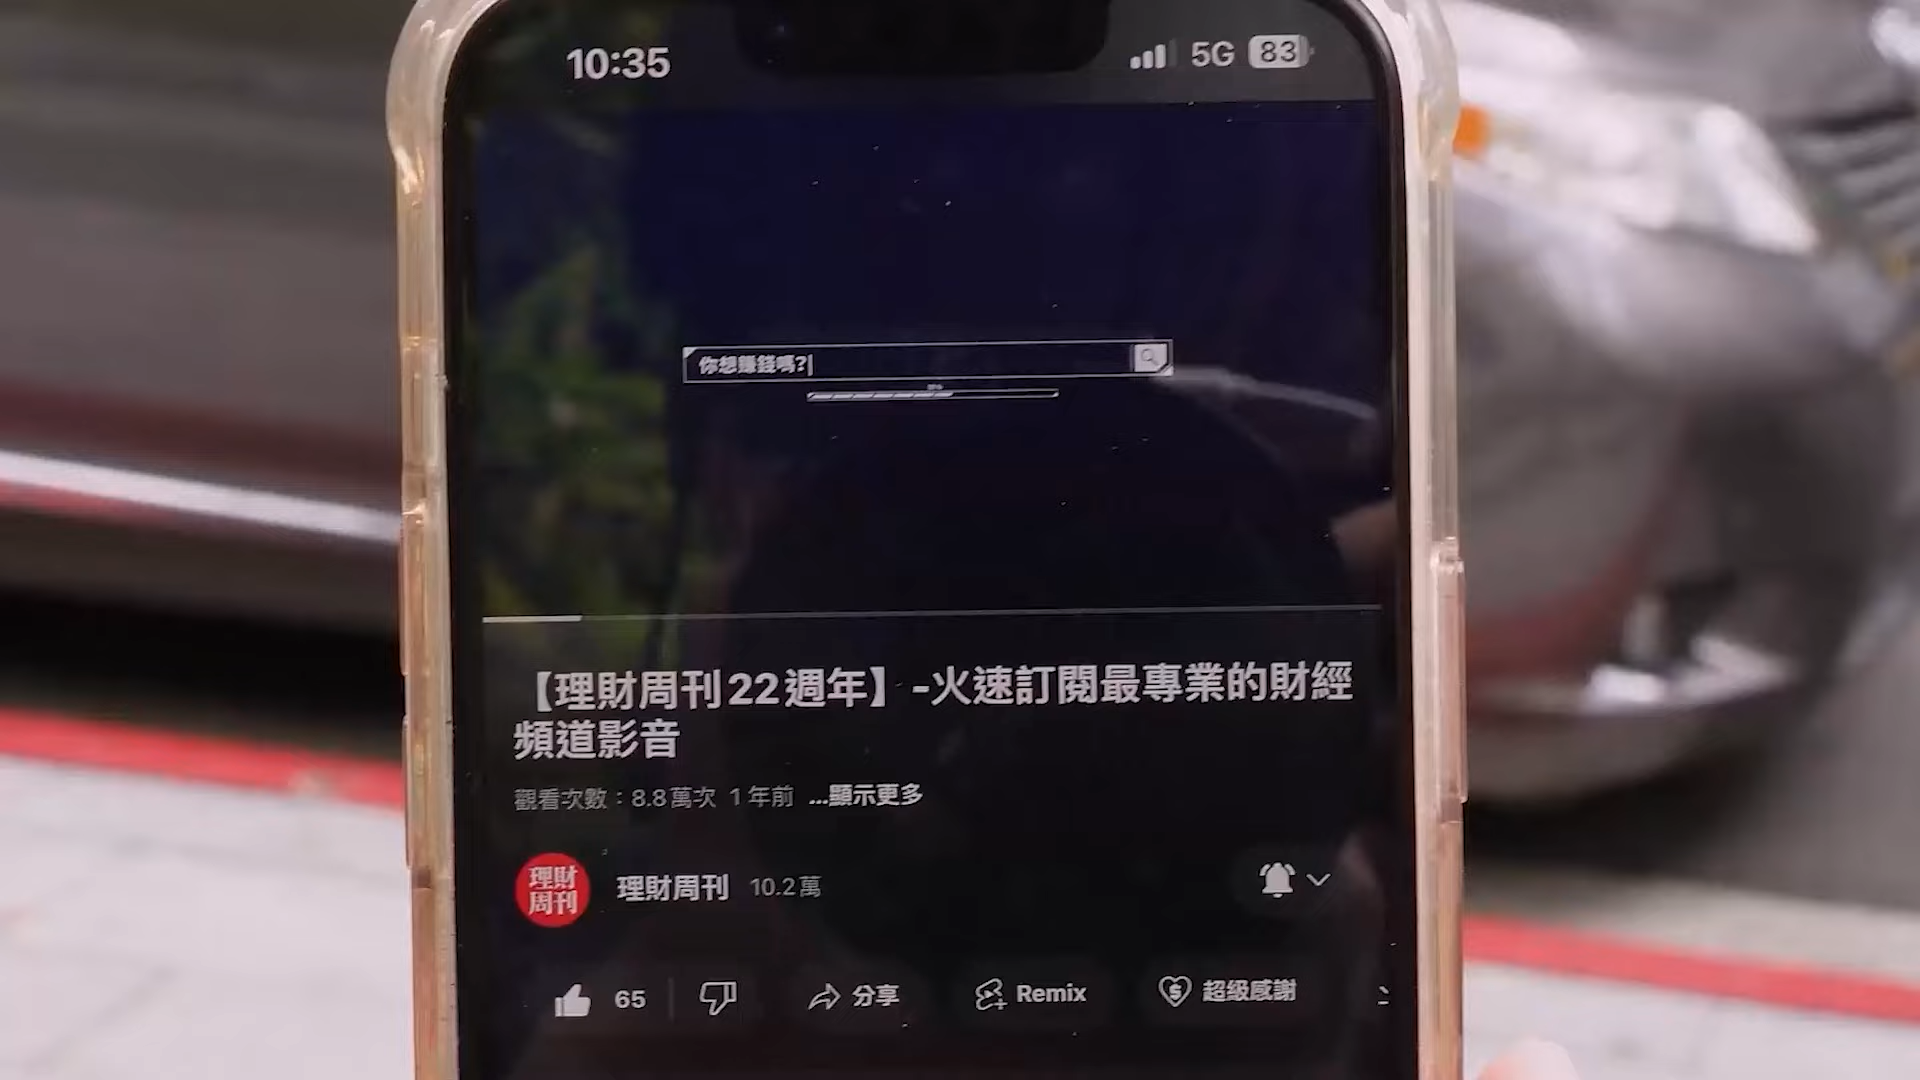 10:35
5G 83
你想賺錢嗎?
【理財周刊22週年】-火速訂閱最專業的財經
頻道影音
觀看次數：8.8萬次 1年前 ...顯示更多
理財
周刊
理財周刊 10.2萬
65 分享 Remix 超級感謝